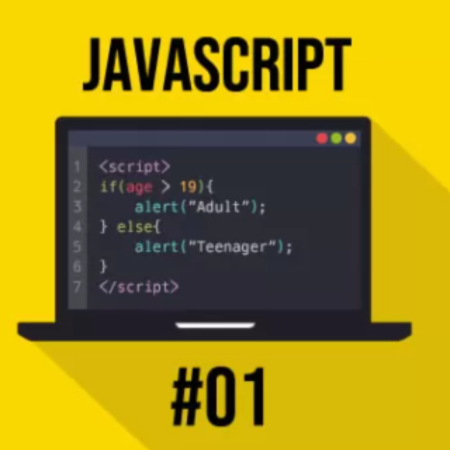 JAVASCRIPT
1 <script>
2 if(age > 19){
3 alert("Adult");
4 } else{
5 alert("Teenager");
6 }
7 </script>
#01